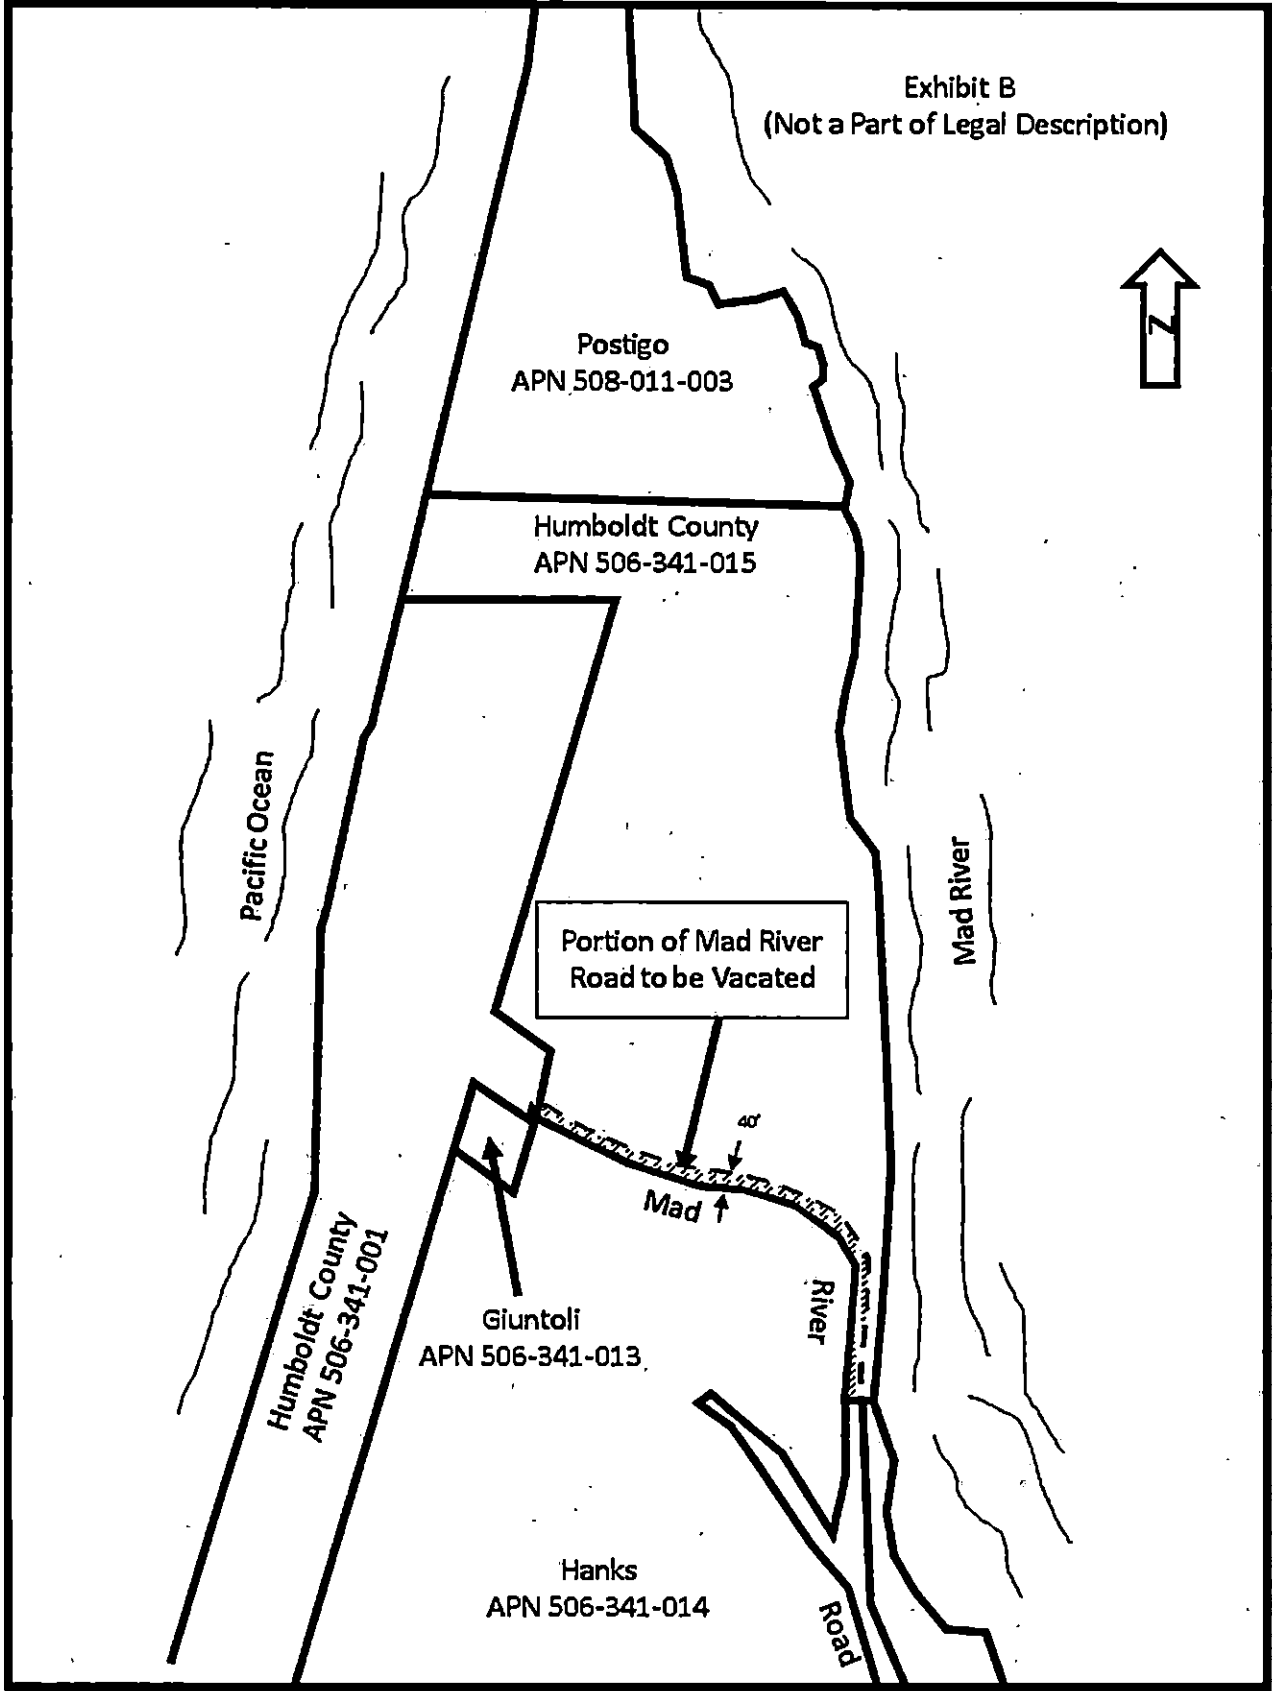 Exhibit B
(Not a Part of Legal Description)
N
Postigo
APN 508-011-003
Humboldt County
APN 506-341-015
Pacific Ocean
Mad River
Portion of Mad River
Road to be Vacated
40'
Mad
River
Road
Humboldt County
APN 506-341-001
Giuntoli
APN 506-341-013
Hanks
APN 506-341-014